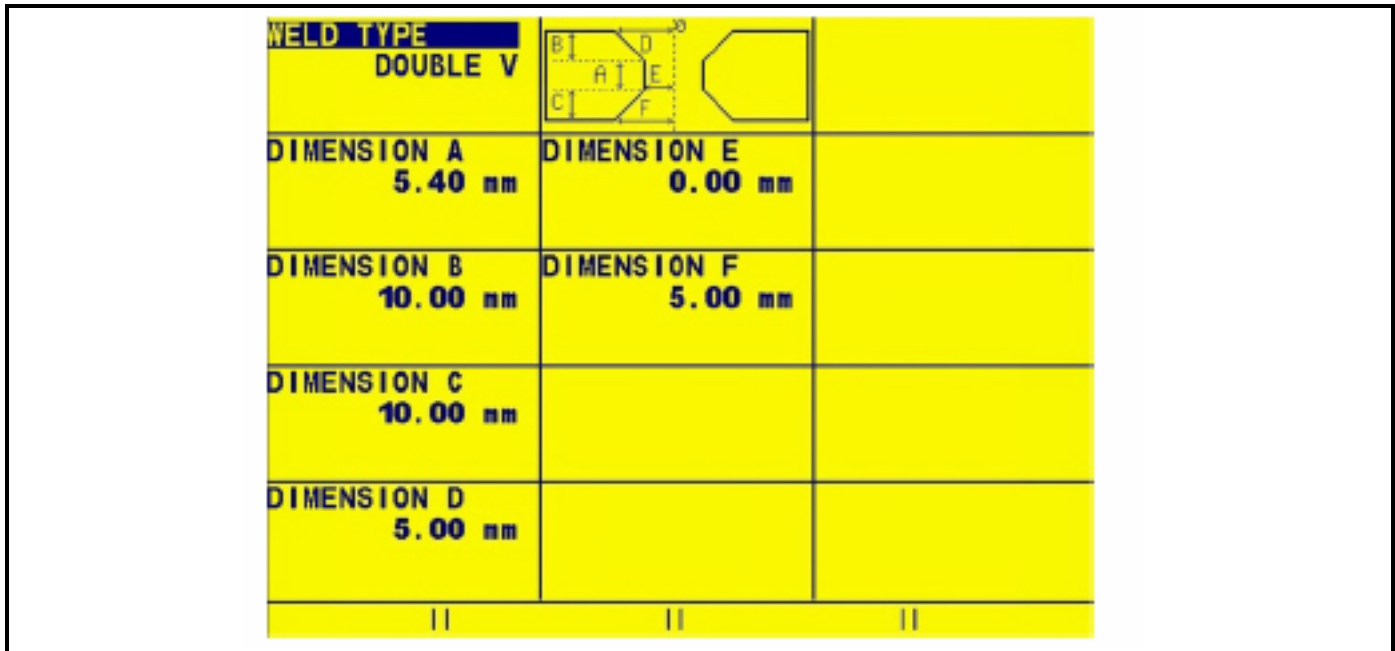 WELD TYPE
DOUBLE V
B D 0
A E
C F
DIMENSION A
5.40 mm
DIMENSION E
0.00 mm
DIMENSION B
10.00 mm
DIMENSION F
5.00 mm
DIMENSION C
10.00 mm
DIMENSION D
5.00 mm